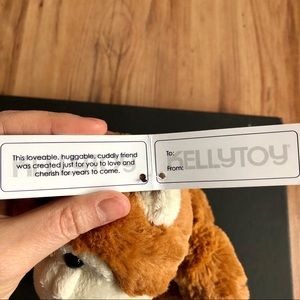 This loveable, huggable, cuddly friend
was created just for you to love and
cherish for years to come.
To:
KELLYTOY
From: